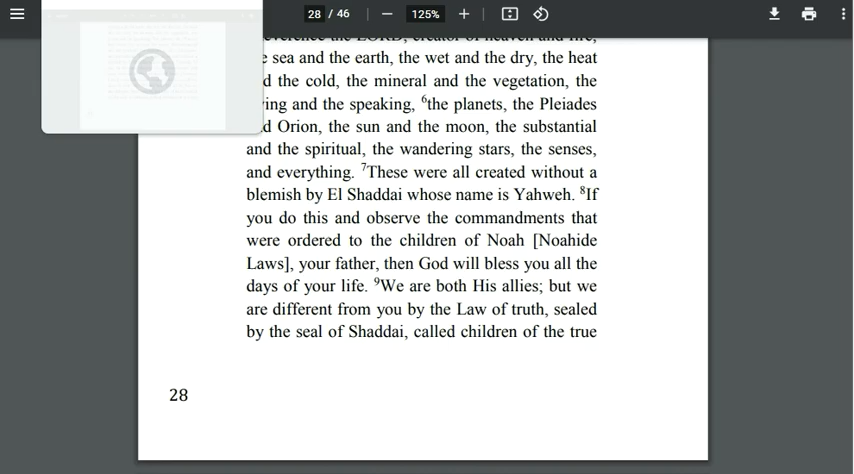 28 / 46
125%
everence the LORD, creator of heaven and fire,
e sea and the earth, the wet and the dry, the heat
d the cold, the mineral and the vegetation, the
ving and the speaking, ⁶the planets, the Pleiades
d Orion, the sun and the moon, the substantial
and the spiritual, the wandering stars, the senses,
and everything. ⁷These were all created without a
blemish by El Shaddai whose name is Yahweh. ⁸If
you do this and observe the commandments that
were ordered to the children of Noah [Noahide
Laws], your father, then God will bless you all the
days of your life. ⁹We are both His allies; but we
are different from you by the Law of truth, sealed
by the seal of Shaddai, called children of the true
28